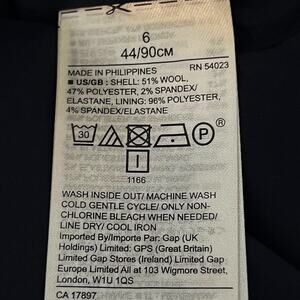 6
44/90CM
MADE IN PHILIPPINES RN 54023
■ US/GB : SHELL: 51% WOOL,
47% POLYESTER, 2% SPANDEX/
ELASTANE, LINING: 96% POLYESTER,
4% SPANDEX/ELASTANE
30 P
I
1166
WASH INSIDE OUT/ MACHINE WASH
COLD GENTLE CYCLE/ ONLY NON-
CHLORINE BLEACH WHEN NEEDED/
LINE DRY/ COOL IRON
Imported By/Importe Par: Gap (UK
Holdings) Limited: GPS (Great Britain)
Limited Gap Stores (Ireland) Limited Gap
Europe Limited All at 103 Wigmore Street,
London, W1U 1QS
CA 17897